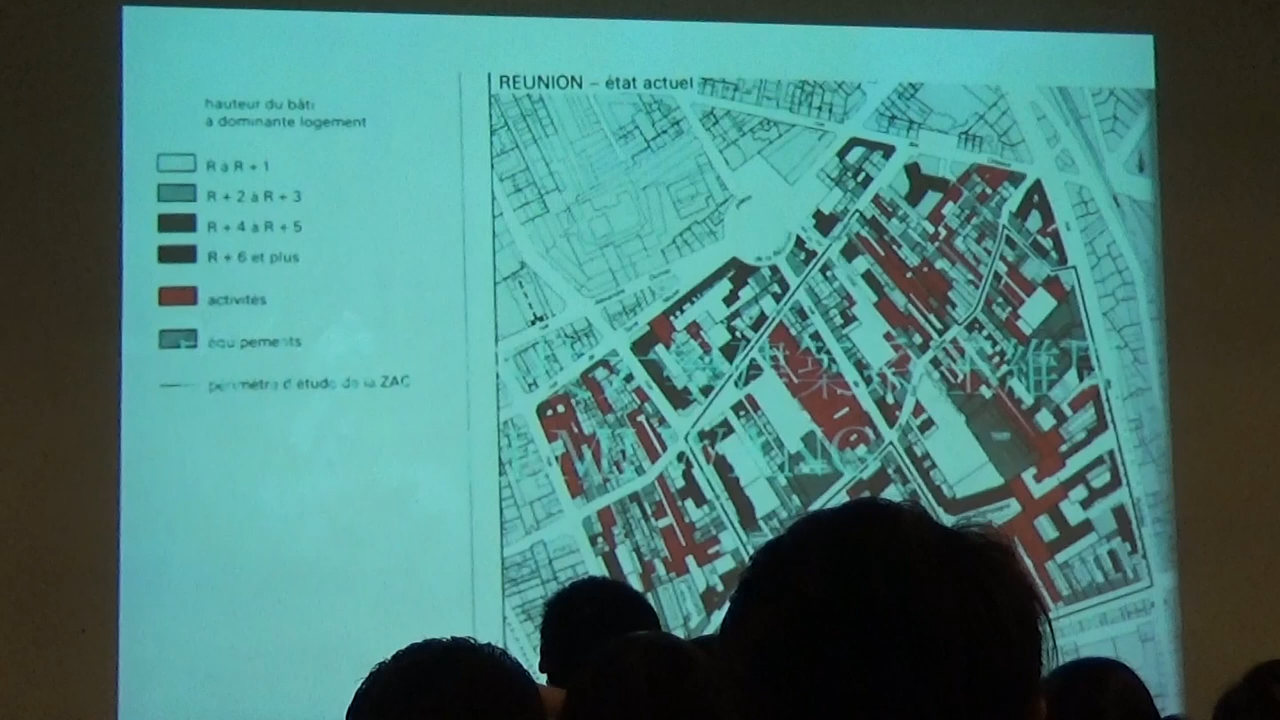 REUNION – état actuel
hauteur du bâti
à dominante logement
R à R + 1
R + 2 à R + 3
R + 4 à R + 5
R + 6 et plus
activités
équipements
périmètre d'étude de la ZAC